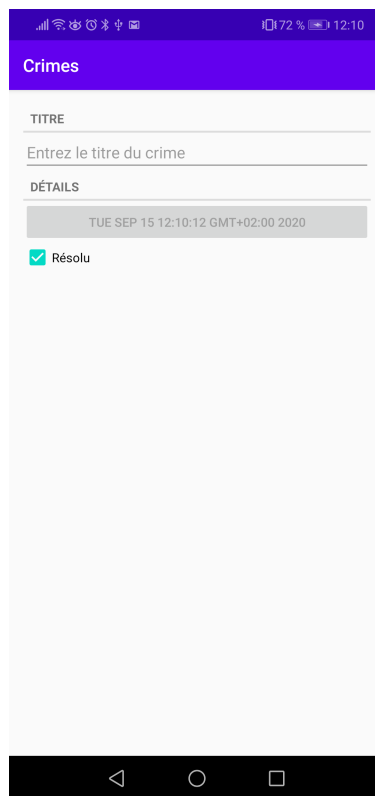 72 % 12:10
Crimes
TITRE
Entrez le titre du crime
DÉTAILS
TUE SEP 15 12:10:12 GMT+02:00 2020
Résolu